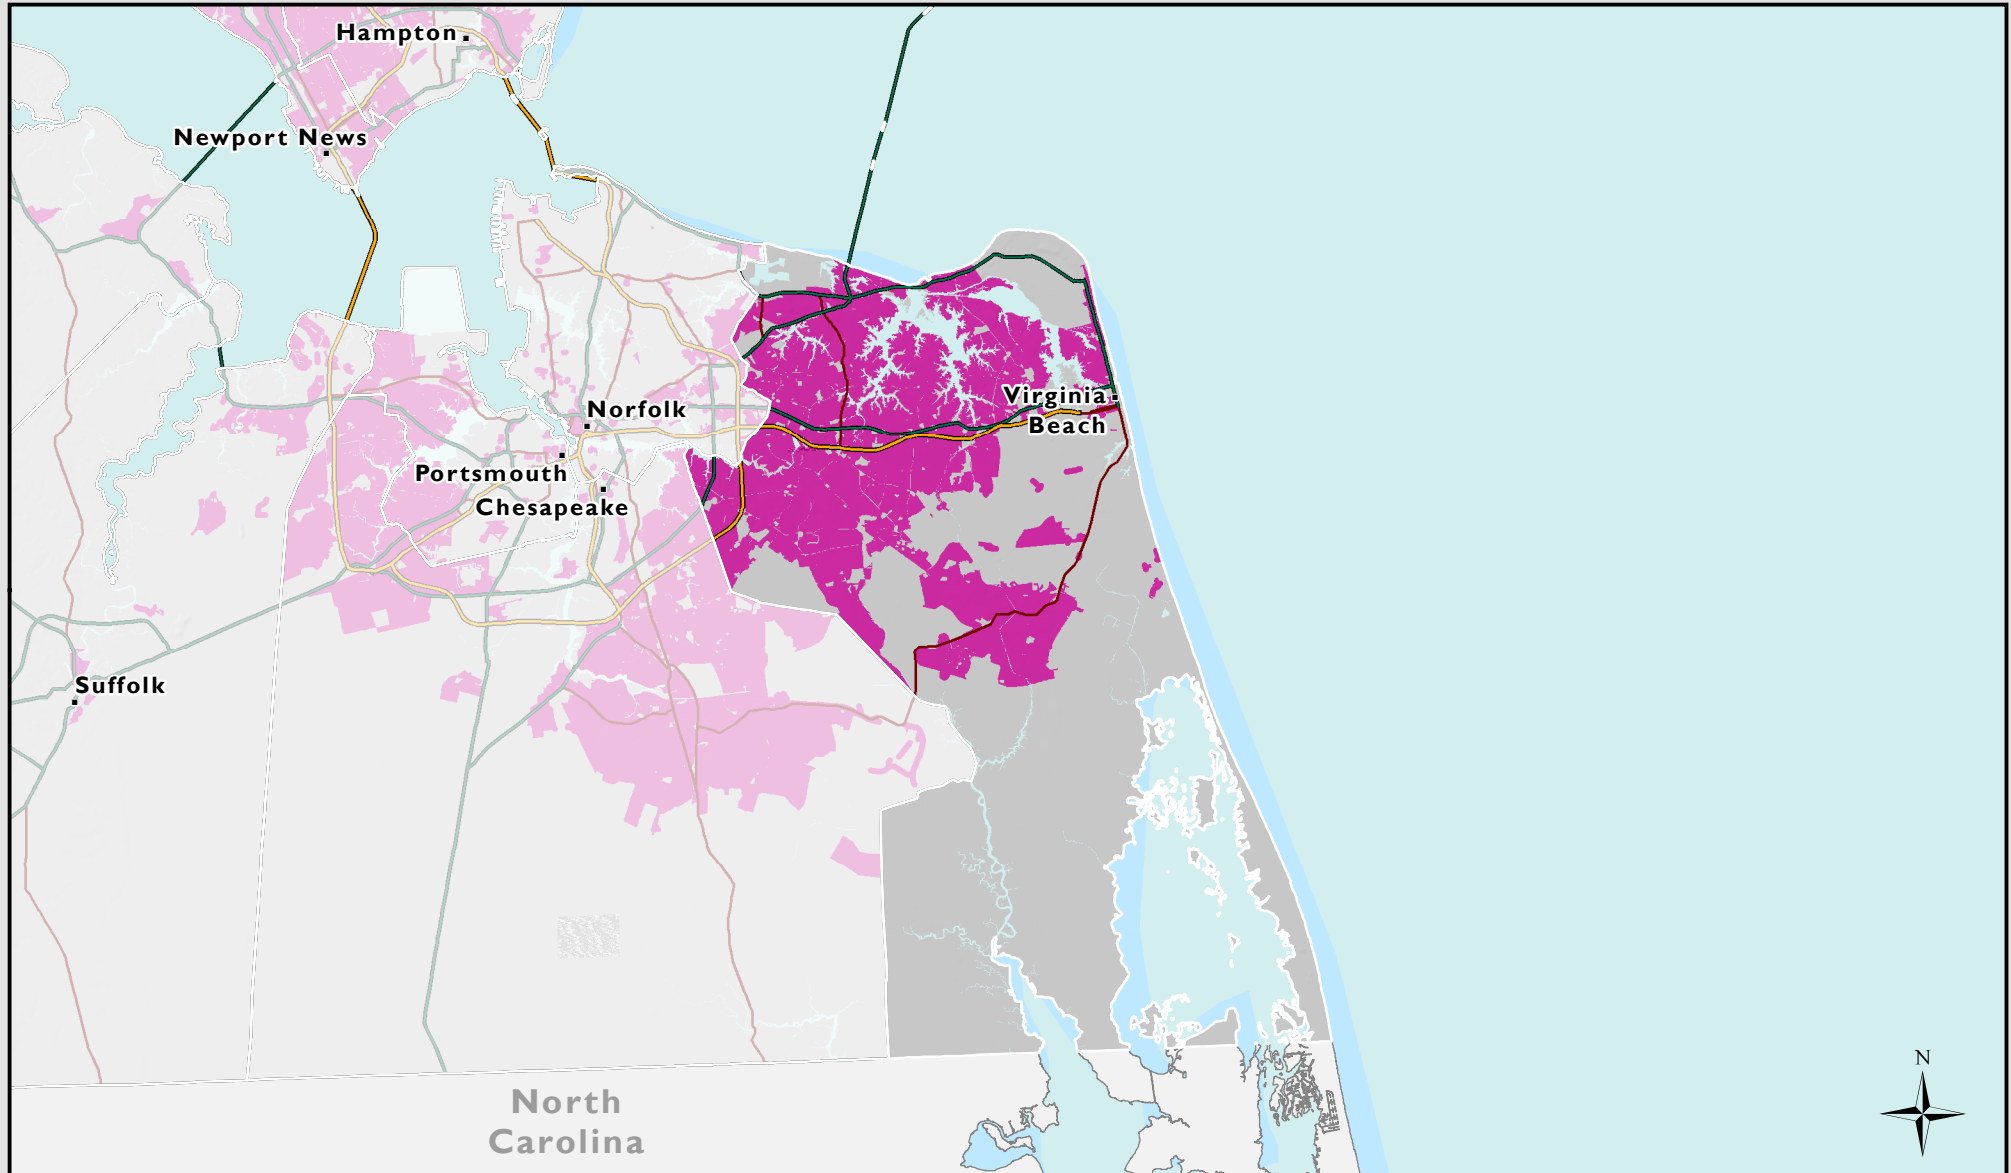 Hampton
Newport News
Norfolk
Virginia
Beach
Portsmouth
Chesapeake
Suffolk
N
North
Carolina